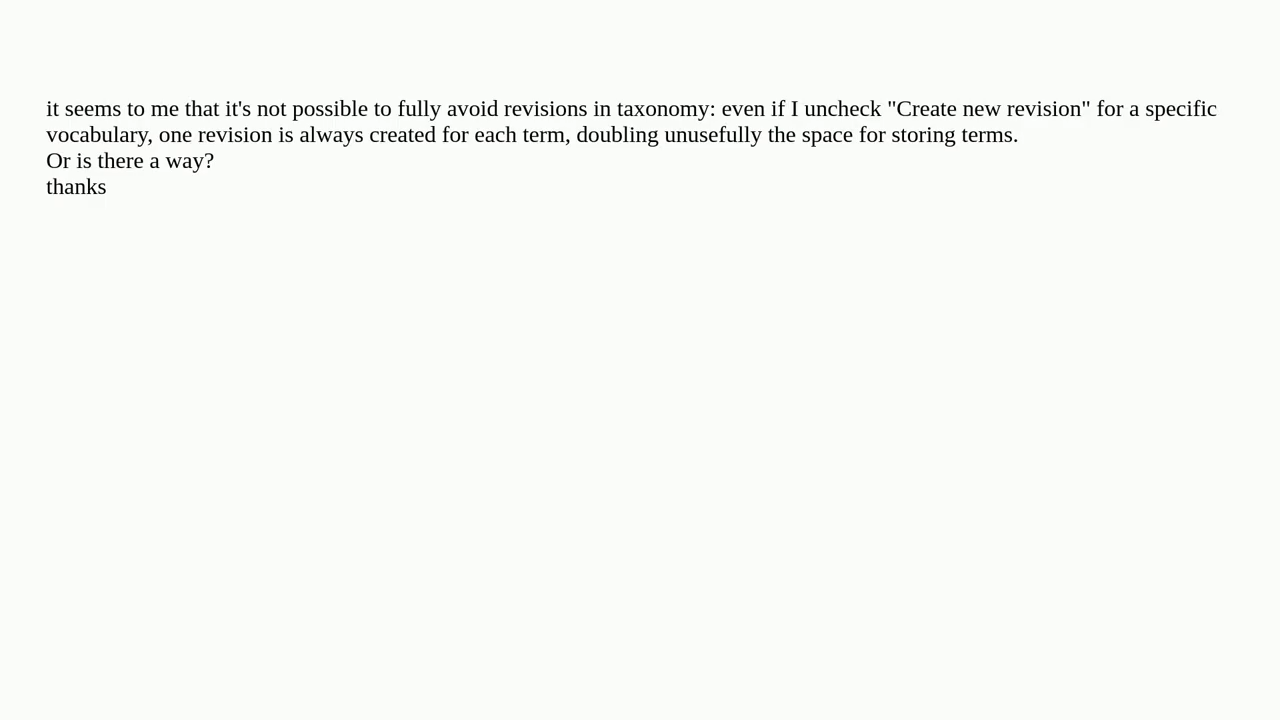 it seems to me that it's not possible to fully avoid revisions in taxonomy: even if I uncheck "Create new revision" for a specific
vocabulary, one revision is always created for each term, doubling unusefully the space for storing terms.
Or is there a way?
thanks